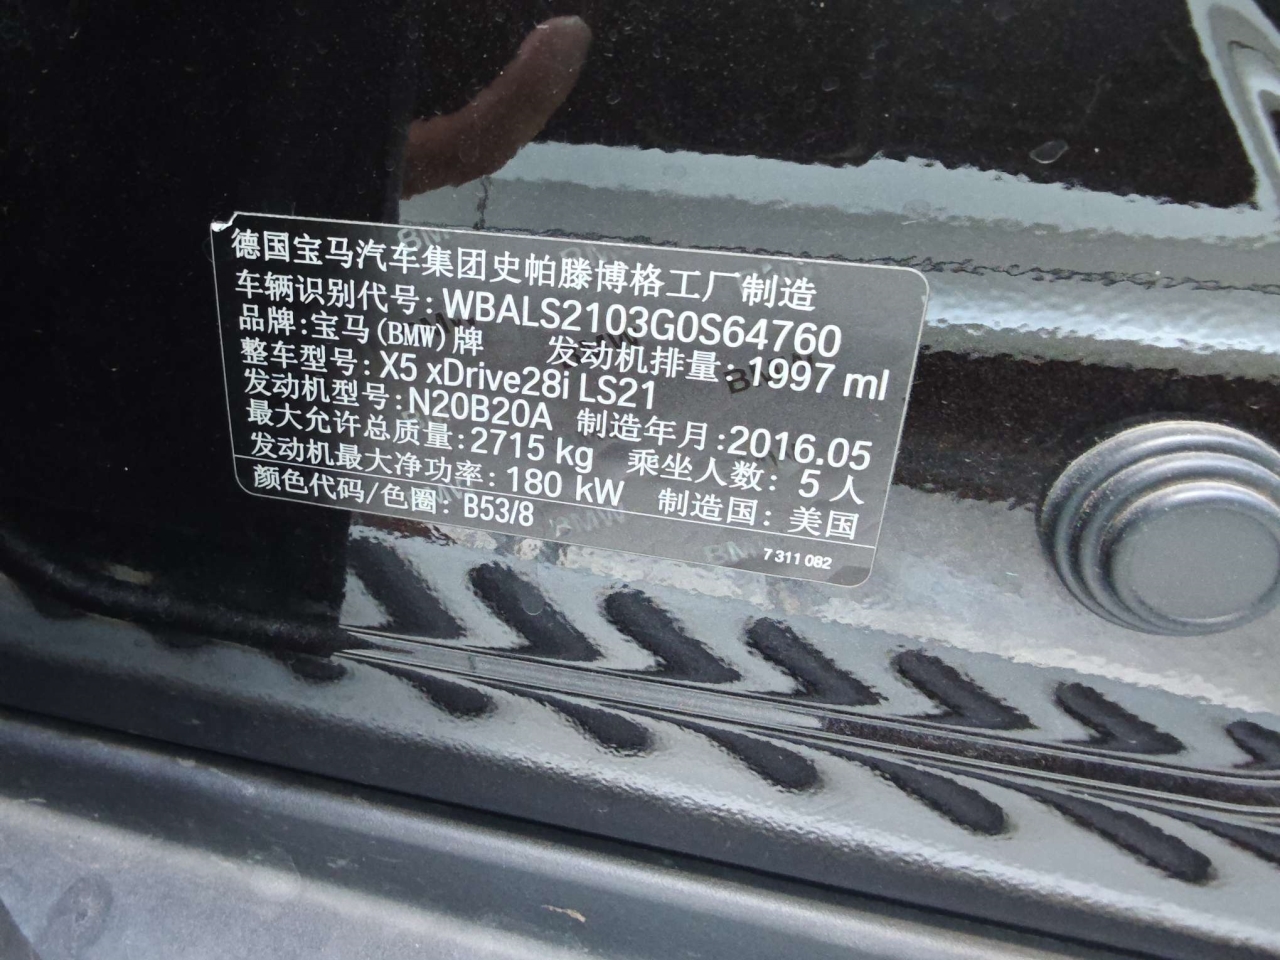 德国宝马汽车集团史帕滕博格工厂制造
车辆识别代号: WBALS2103G0S64760
品牌: 宝马(BMW)牌 发动机排量: 1997 ml
整车型号: X5 xDrive28i LS21
发动机型号: N20B20A 制造年月: 2016.05
最大允许总质量: 2715 kg 乘坐人数: 5 人
发动机最大净功率: 180 kW 制造国: 美国
颜色代码/色圈: B53/8
7 311 082